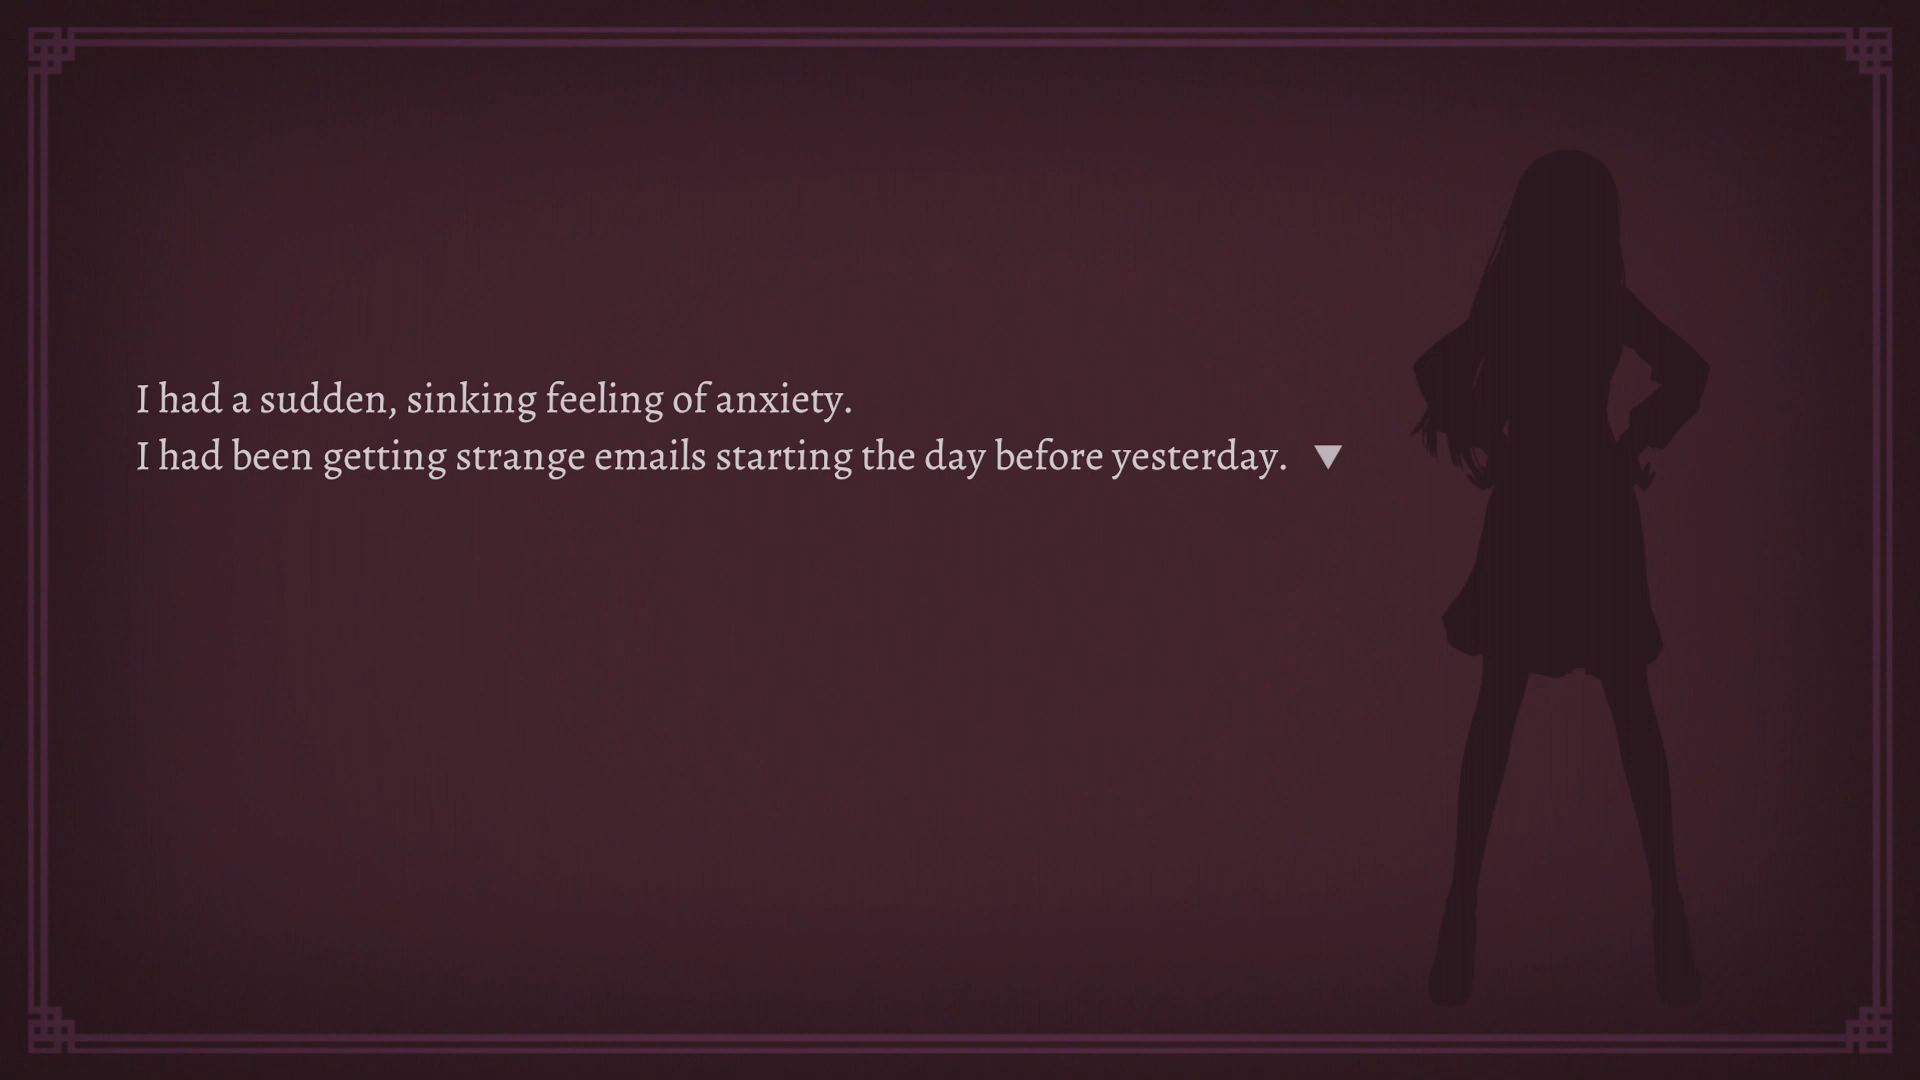 I had a sudden, sinking feeling of anxiety.
I had been getting strange emails starting the day before yesterday.